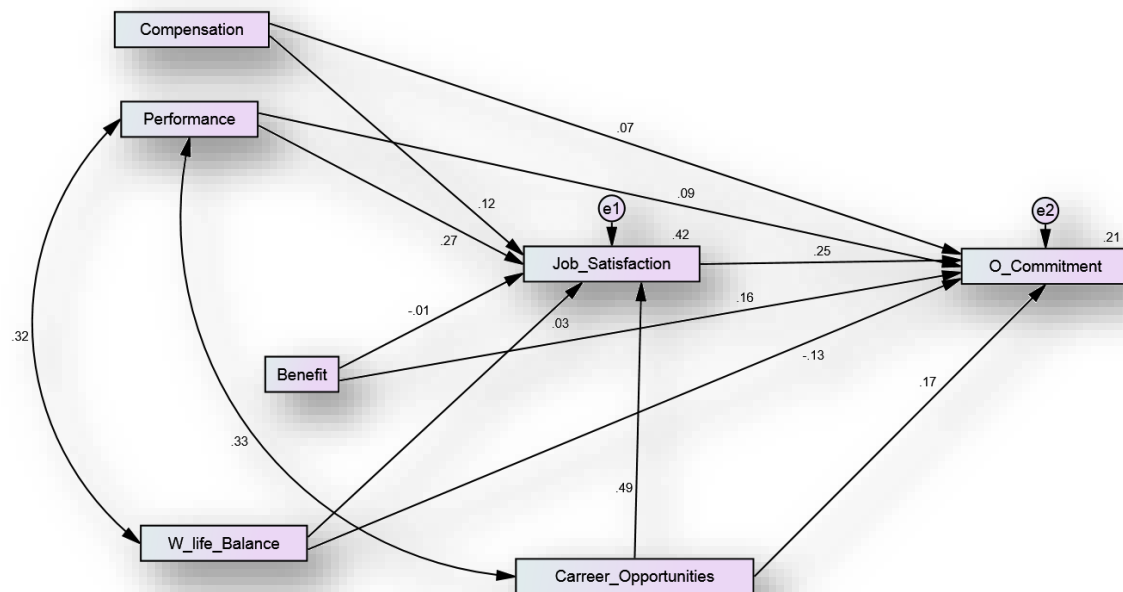 Compensation
Performance
.07
.09
.12
e1
e2
.27
.42
.21
Job_Satisfaction
.25
O_Commitment
-.01
.03
.16
.32
-.13
Benefit
.17
.33
.49
W_life_Balance
Carreer_Opportunities